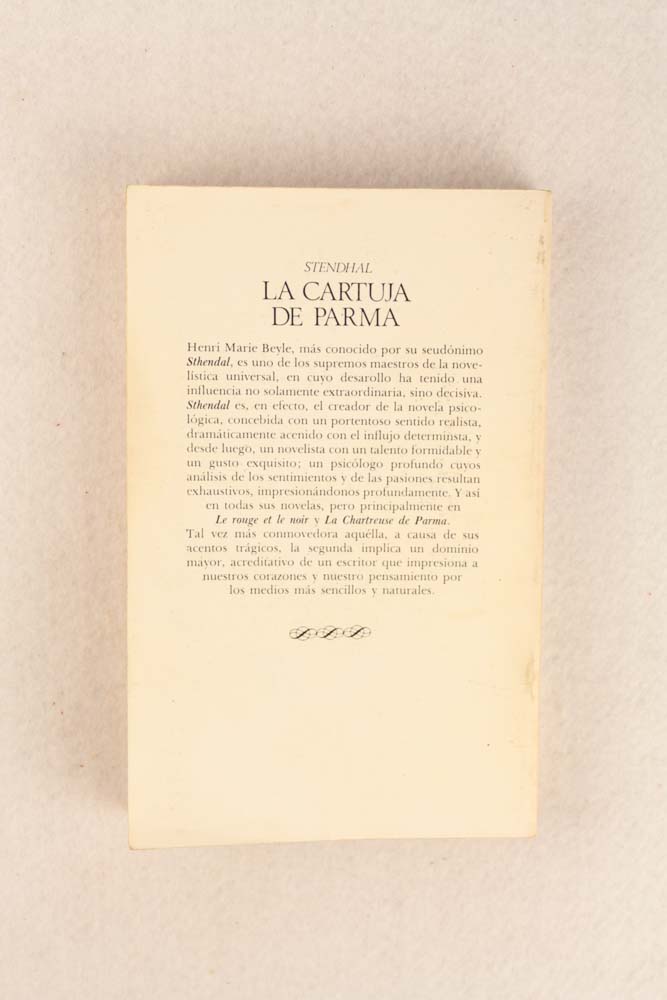 STENDHAL
LA CARTUJA
DE PARMA
Henri Marie Beyle, más conocido por su seudónimo
Sthendal, es uno de los supremos maestros de la nove-
lística universal, en cuyo desarollo ha tenido una
influencia no solamente extraordinaria, sino decisiva.
Sthendal es, en efecto, el creador de la novela psico-
lógica, concebida con un portentoso sentido realista,
dramáticamente acenido con el influjo determinsta, y
desde luego, un novelista con un talento formidable y
un gusto exquisito; un psicólogo profundo cuyos
análisis de los sentimientos y de las pasiones resultan
exhaustivos, impresionándonos profundamente. Y así
en todas sus novelas, pero principalmente en
Le rouge et le noir y La Chartreuse de Parma.
Tal vez más conmovedora aquélla, a causa de sus
acentos trágicos, la segunda implica un dominio
mayor, acreditativo de un escritor que impresiona a
nuestros corazones y nuestro pensamiento por
los medios más sencillos y naturales.